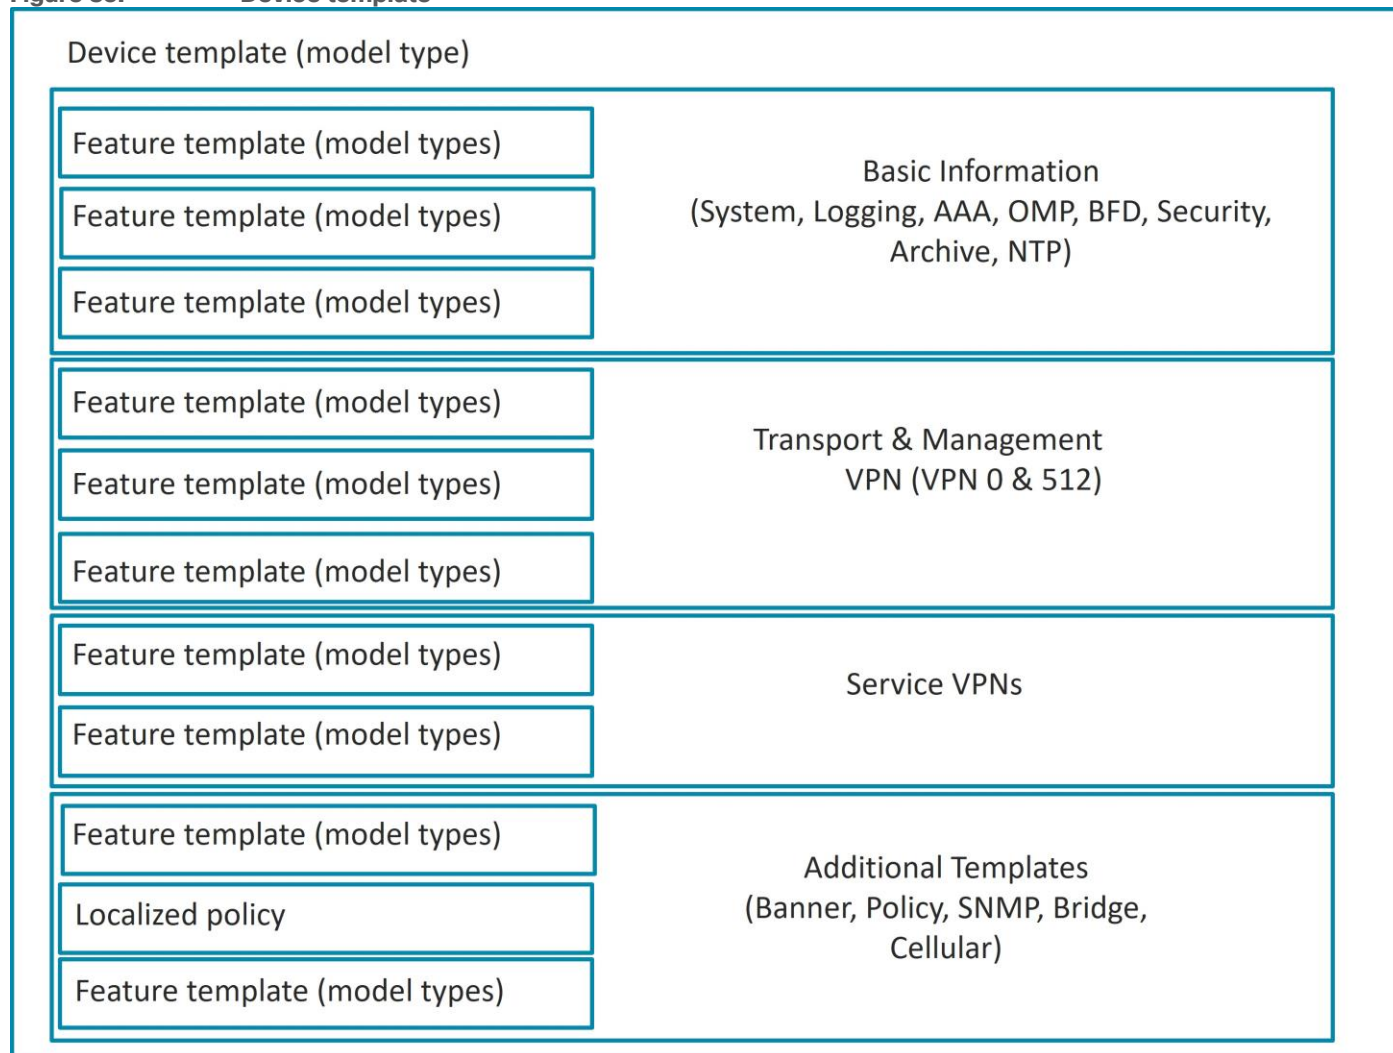 Device template (model type)
Feature template (model types)
Feature template (model types)
Feature template (model types)
Basic Information
(System, Logging, AAA, OMP, BFD, Security,
Archive, NTP)
Feature template (model types)
Feature template (model types)
Feature template (model types)
Transport & Management
VPN (VPN 0 & 512)
Feature template (model types)
Feature template (model types)
Service VPNs
Feature template (model types)
Localized policy
Feature template (model types)
Additional Templates
(Banner, Policy, SNMP, Bridge,
Cellular)